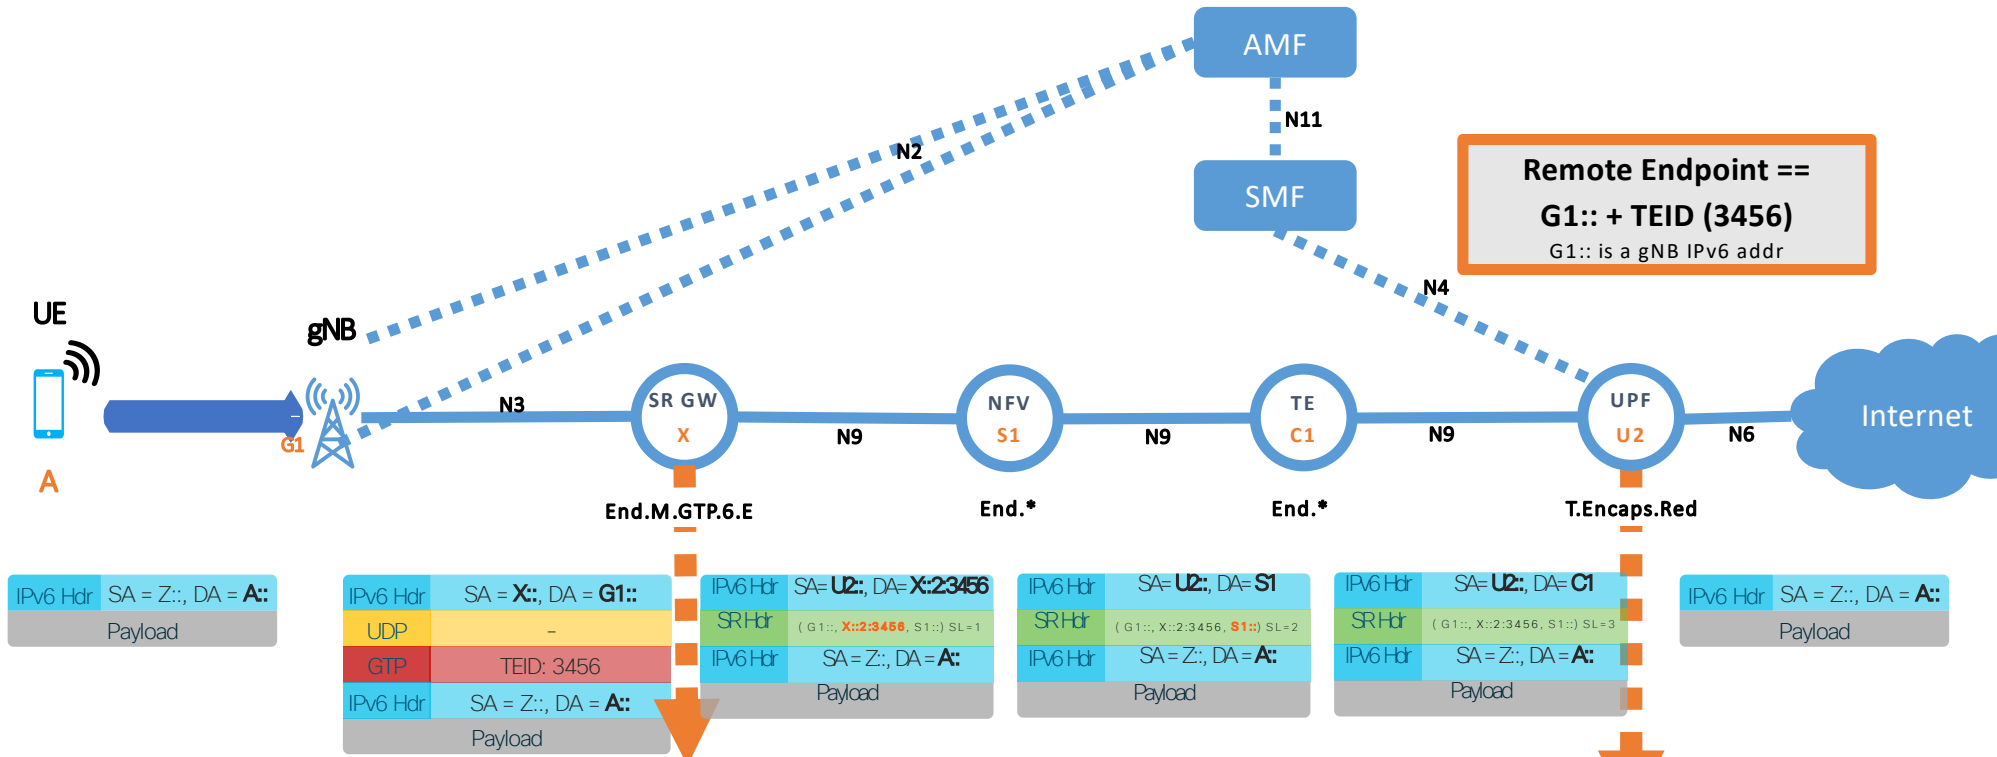 AMF
N11
N2
SMF
Remote Endpoint ==
G1:: + TEID (3456)
G1:: is a gNB IPv6 addr
N4
UE
gNB
G1
A
N3
SR GW
X
N9
NFV
S1
N9
TE
C1
N9
UPF
U2
N6
Internet
End.M.GTP.6.E
End.*
End.*
T.Encaps.Red
IPv6 Hdr SA = Z::, DA = A::
Payload
IPv6 Hdr SA = X::, DA = G1::
UDP -
GTP TEID: 3456
IPv6 Hdr SA = Z::, DA = A::
Payload
IPv6 Hdr SA= U2::, DA= X::2:3456
SR Hdr ( G1::, X::2:3456, S1::) SL=1
IPv6 Hdr SA = Z::, DA = A::
Payload
IPv6 Hdr SA= U2::, DA= S1
SR Hdr ( G1::, X::2:3456, S1::) SL=2
IPv6 Hdr SA = Z::, DA = A::
Payload
IPv6 Hdr SA= U2::, DA= C1
SR Hdr ( G1::, X::2:3456, S1::) SL=3
IPv6 Hdr SA = Z::, DA = A::
Payload
IPv6 Hdr SA = Z::, DA = A::
Payload